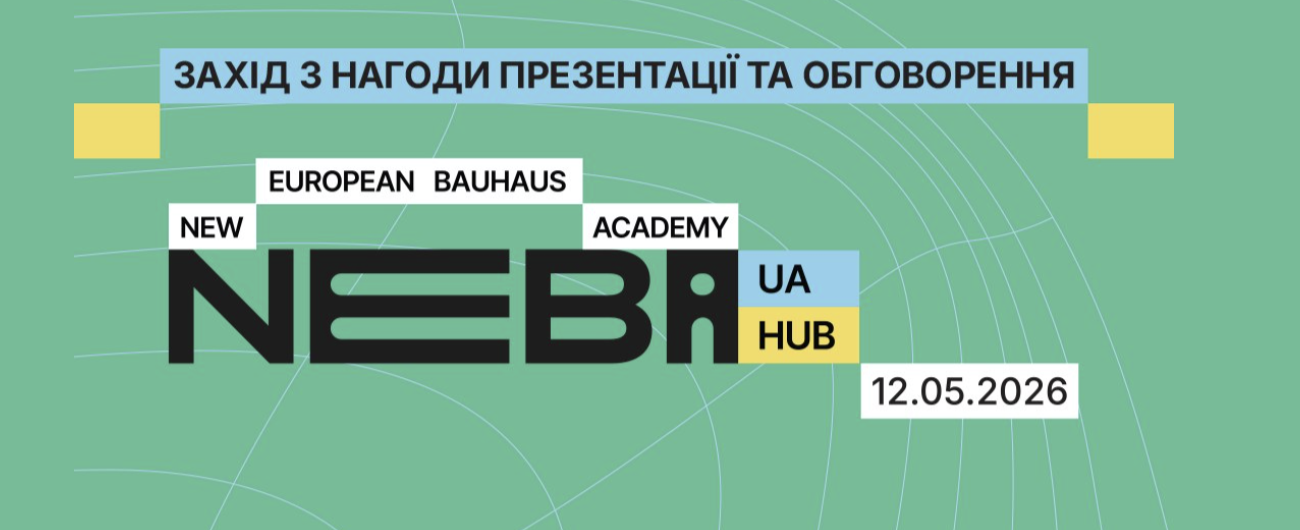 ЗАХІД З НАГОДИ ПРЕЗЕНТАЦІЇ ТА ОБГОВОРЕННЯ
EUROPEAN BAUHAUS
NEW ACADEMY
NEBA
UA
HUB
12.05.2026